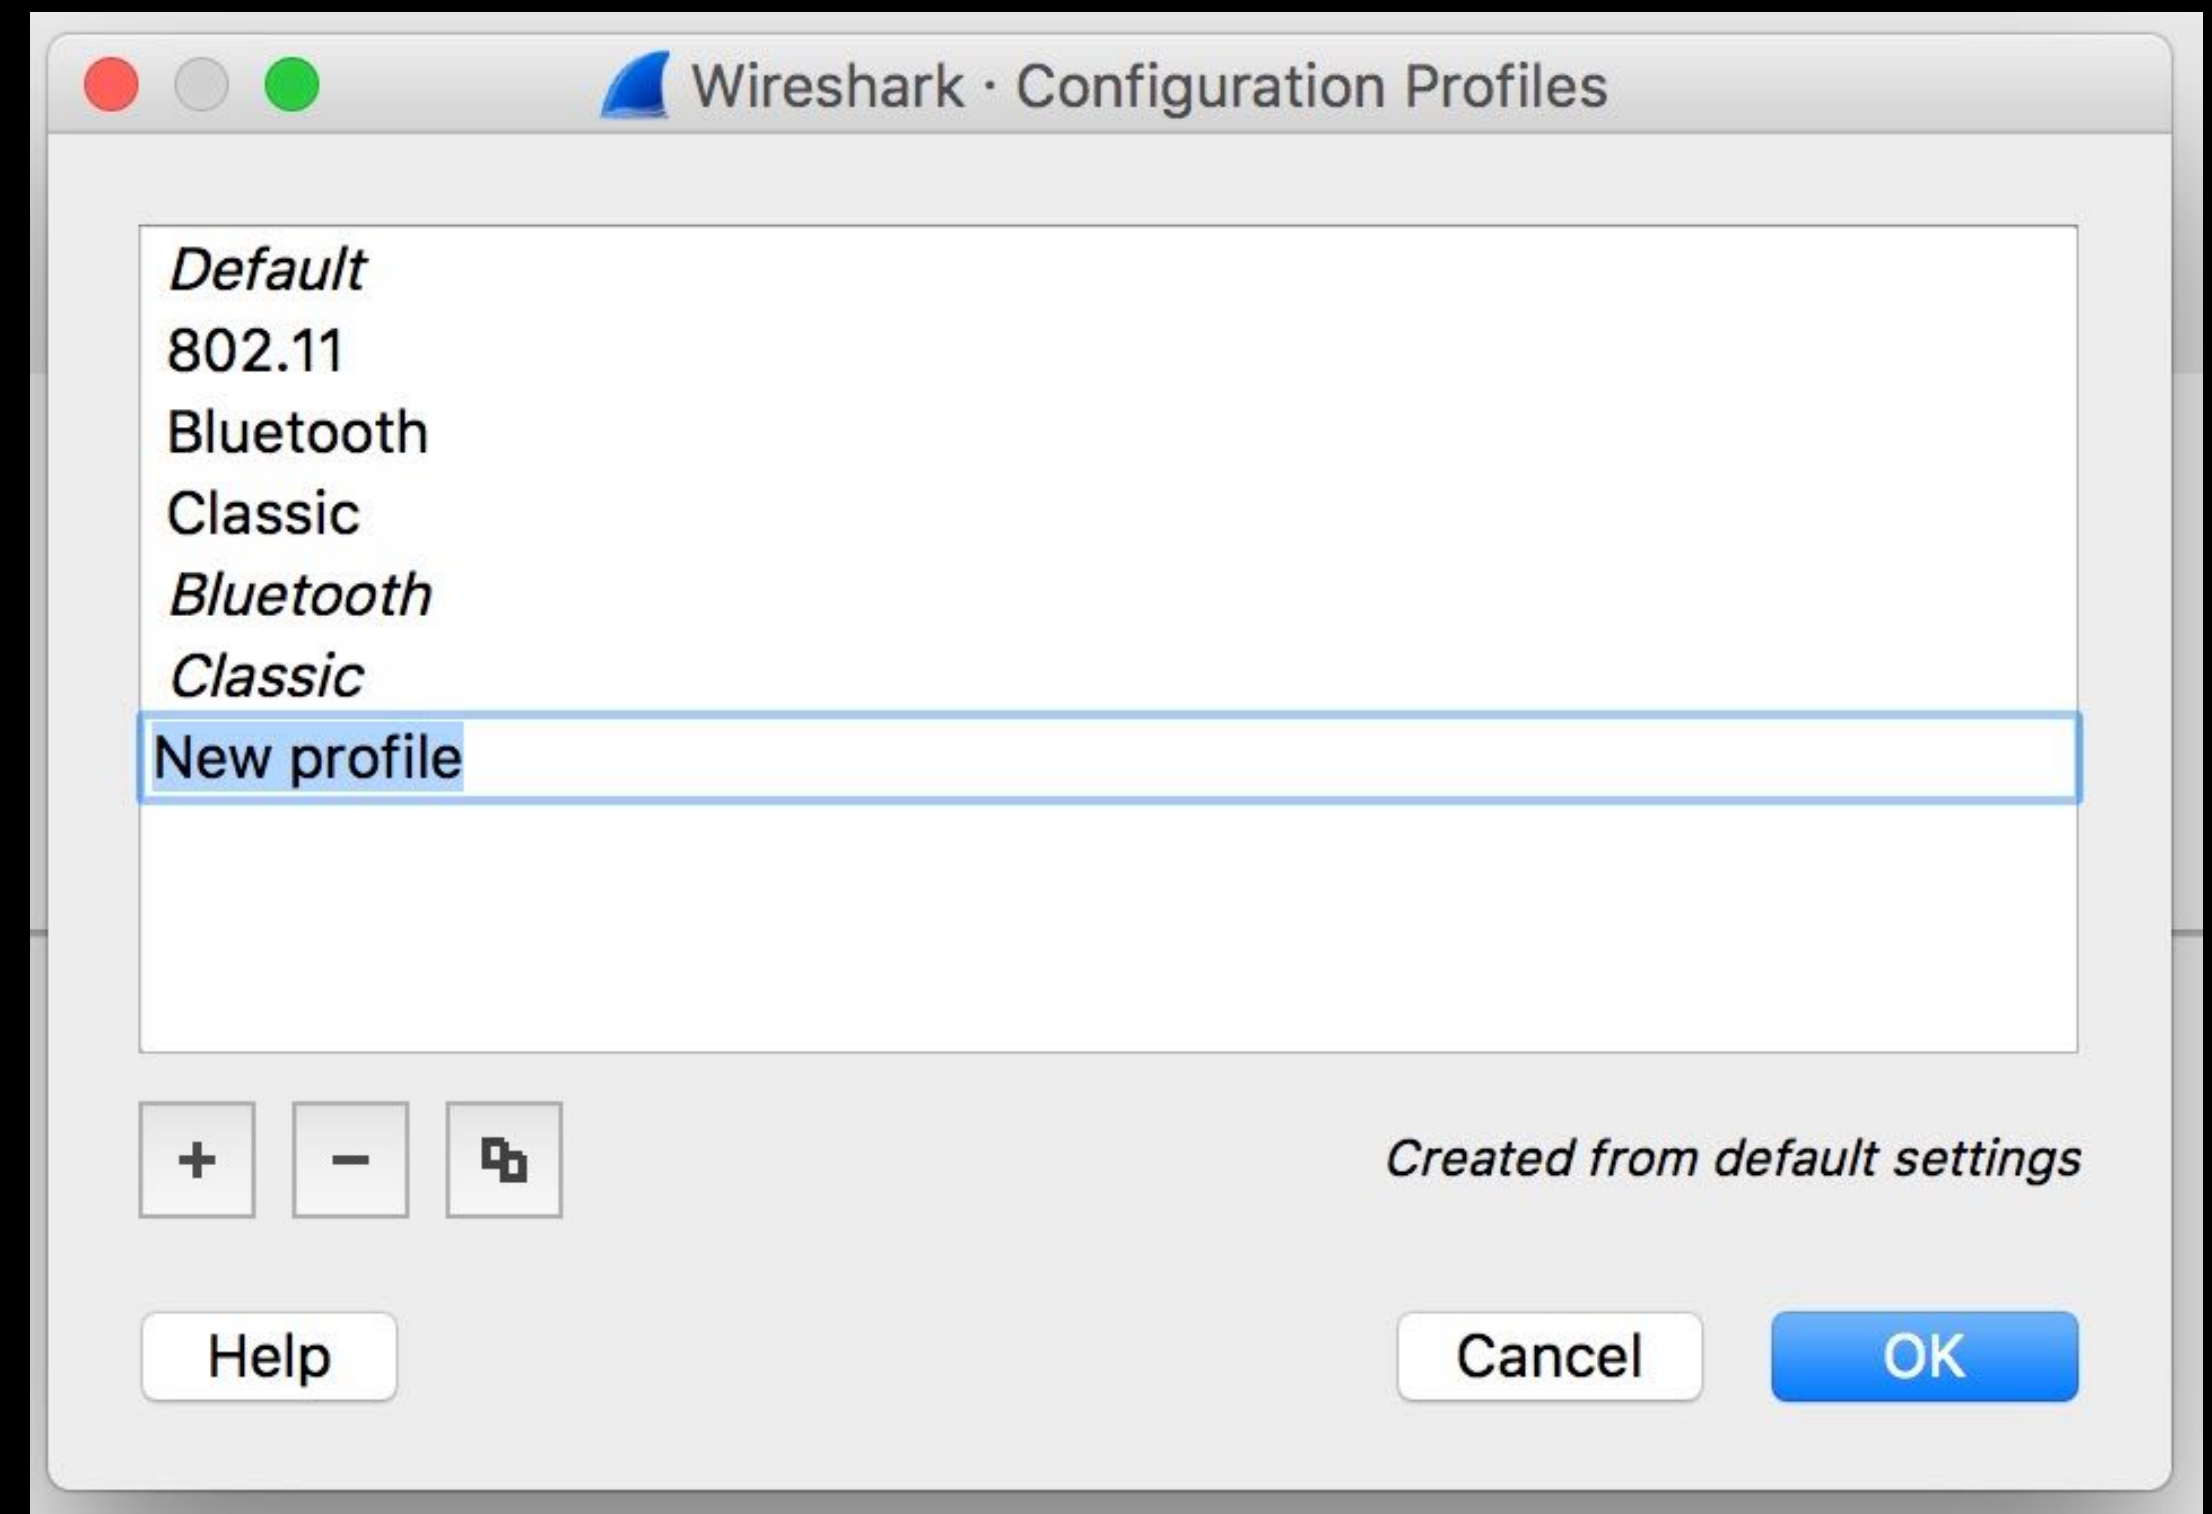 Wireshark · Configuration Profiles
Default
802.11
Bluetooth
Classic
Bluetooth
Classic
New profile
+ −
Created from default settings
Help
Cancel
OK